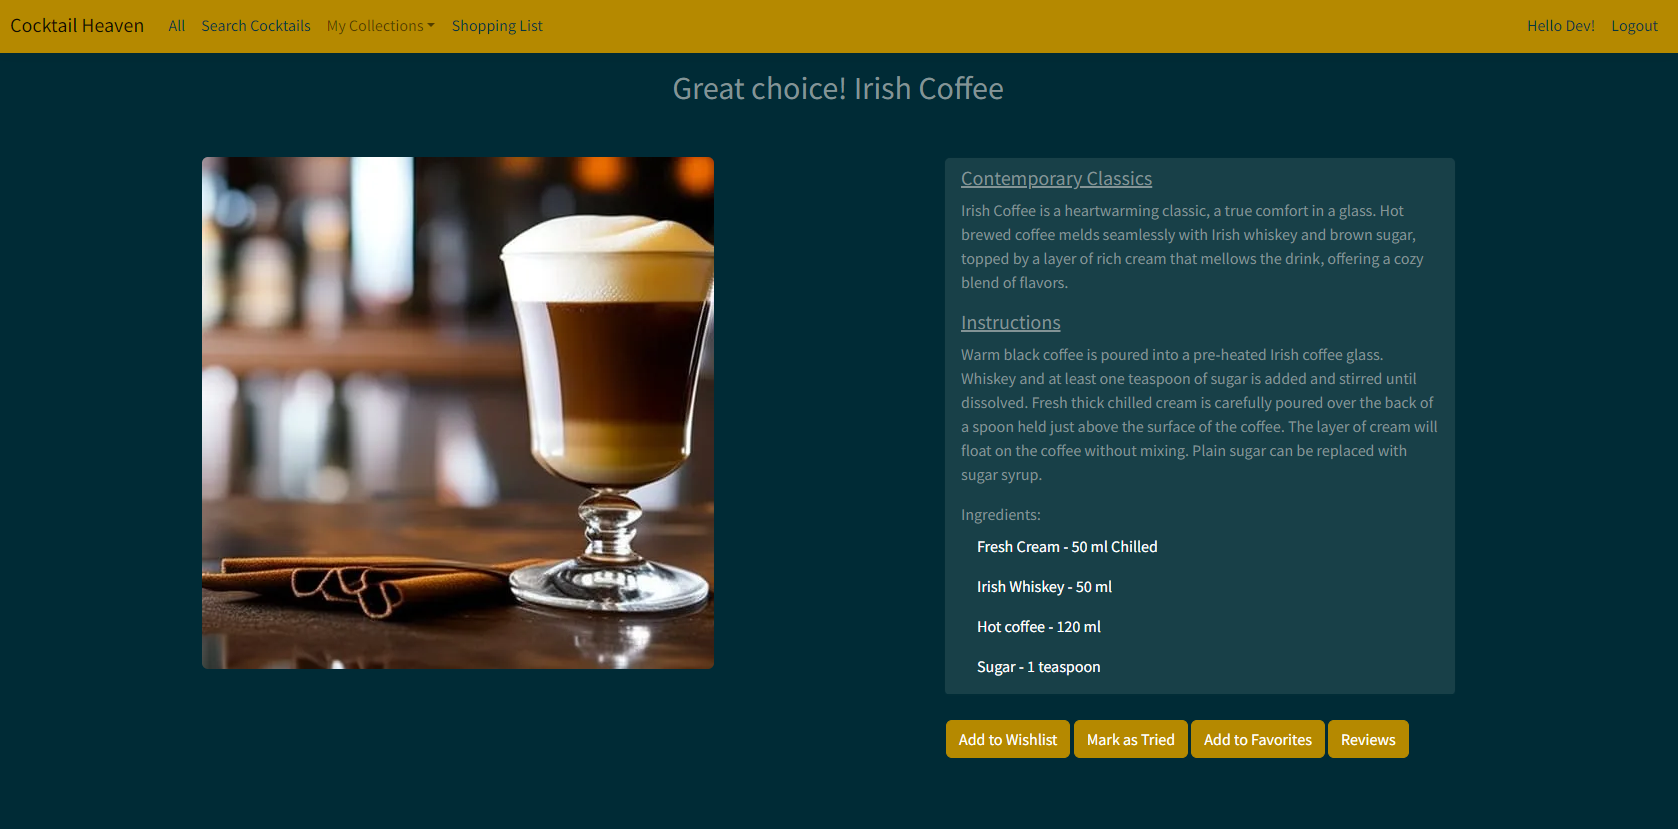 Cocktail Heaven All Search Cocktails My Collections Shopping List Hello Dev! Logout
Great choice! Irish Coffee
Contemporary Classics
Irish Coffee is a heartwarming classic, a true comfort in a glass. Hot
brewed coffee melds seamlessly with Irish whiskey and brown sugar,
topped by a layer of rich cream that mellows the drink, offering a cozy
blend of flavors.
Instructions
Warm black coffee is poured into a pre-heated Irish coffee glass.
Whiskey and at least one teaspoon of sugar is added and stirred until
dissolved. Fresh thick chilled cream is carefully poured over the back of
a spoon held just above the surface of the coffee. The layer of cream will
float on the coffee without mixing. Plain sugar can be replaced with
sugar syrup.
Ingredients:
Fresh Cream - 50 ml Chilled
Irish Whiskey - 50 ml
Hot coffee - 120 ml
Sugar - 1 teaspoon
Add to Wishlist Mark as Tried Add to Favorites Reviews